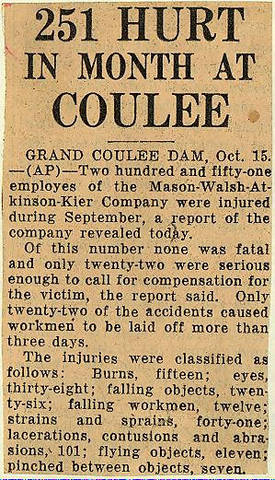 251 HURT
IN MONTH AT
COULEE
GRAND COULEE DAM, Oct. 15.
—(AP)—Two hundred and fifty-one
employes of the Mason-Walsh-At-
kinson-Kier Company were injured
during September, a report of the
company revealed today.
Of this number none was fatal
and only twenty-two were serious
enough to call for compensation for
the victim, the report said. Only
twenty-two of the accidents caused
workmen to be laid off more than
three days.
The injuries were classified as
follows: Burns, fifteen; eyes,
thirty-eight; falling objects, twen-
ty-six; falling workmen, twelve;
strains and sprains, forty-one;
lacerations, contusions and abra-
sions, 101; flying objects, eleven;
pinched between objects, seven.